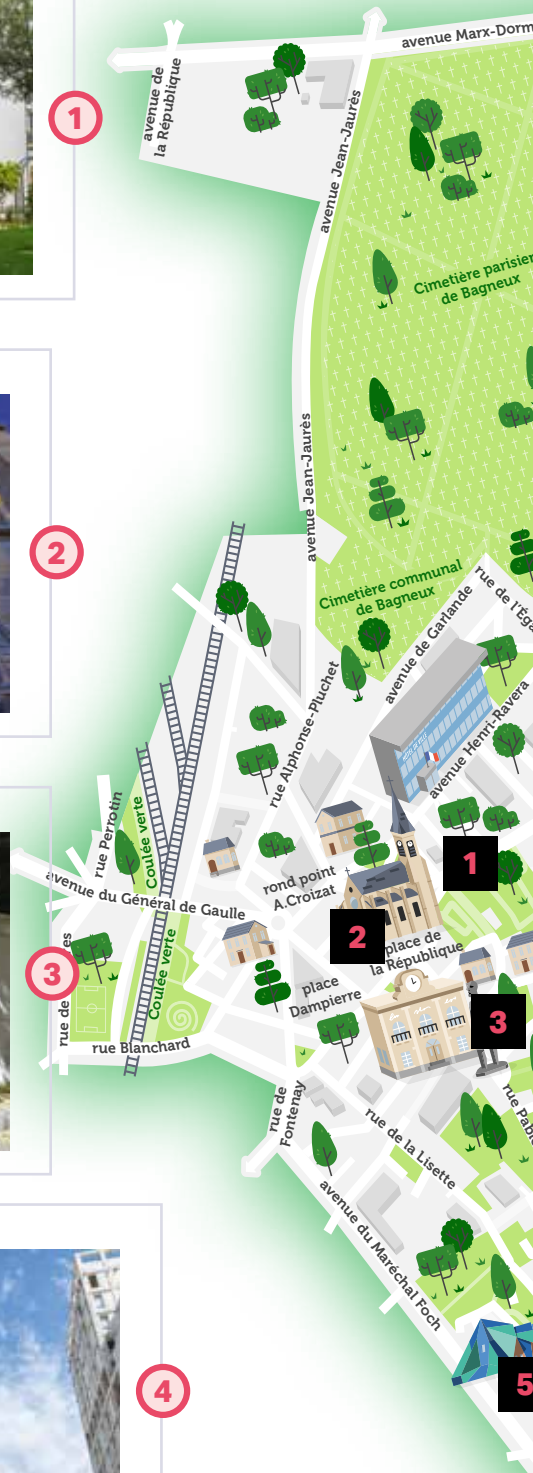 avenue Marx-Dorm
avenue de
la République
1
avenue Jean-Jaurès
Cimetière parisien
de Bagneux
avenue Jean-Jaurès
2
Cimetière communal
de Bagneux
rue de l'Éga
avenue de Garlande
rue Alphonse-Pluchet
avenue Henri-Ravera
rue Perrotin
Coulée verte
1
rond point
A.Croizat
avenue du Général de Gaulle
2
place de
la République
3
rue de
es
Coulée verte
place
Dampierre
3
rue Blanchard
rue de
Fontenay
rue Pabl
rue de la Lisette
avenue du Maréchal Foch
4
5